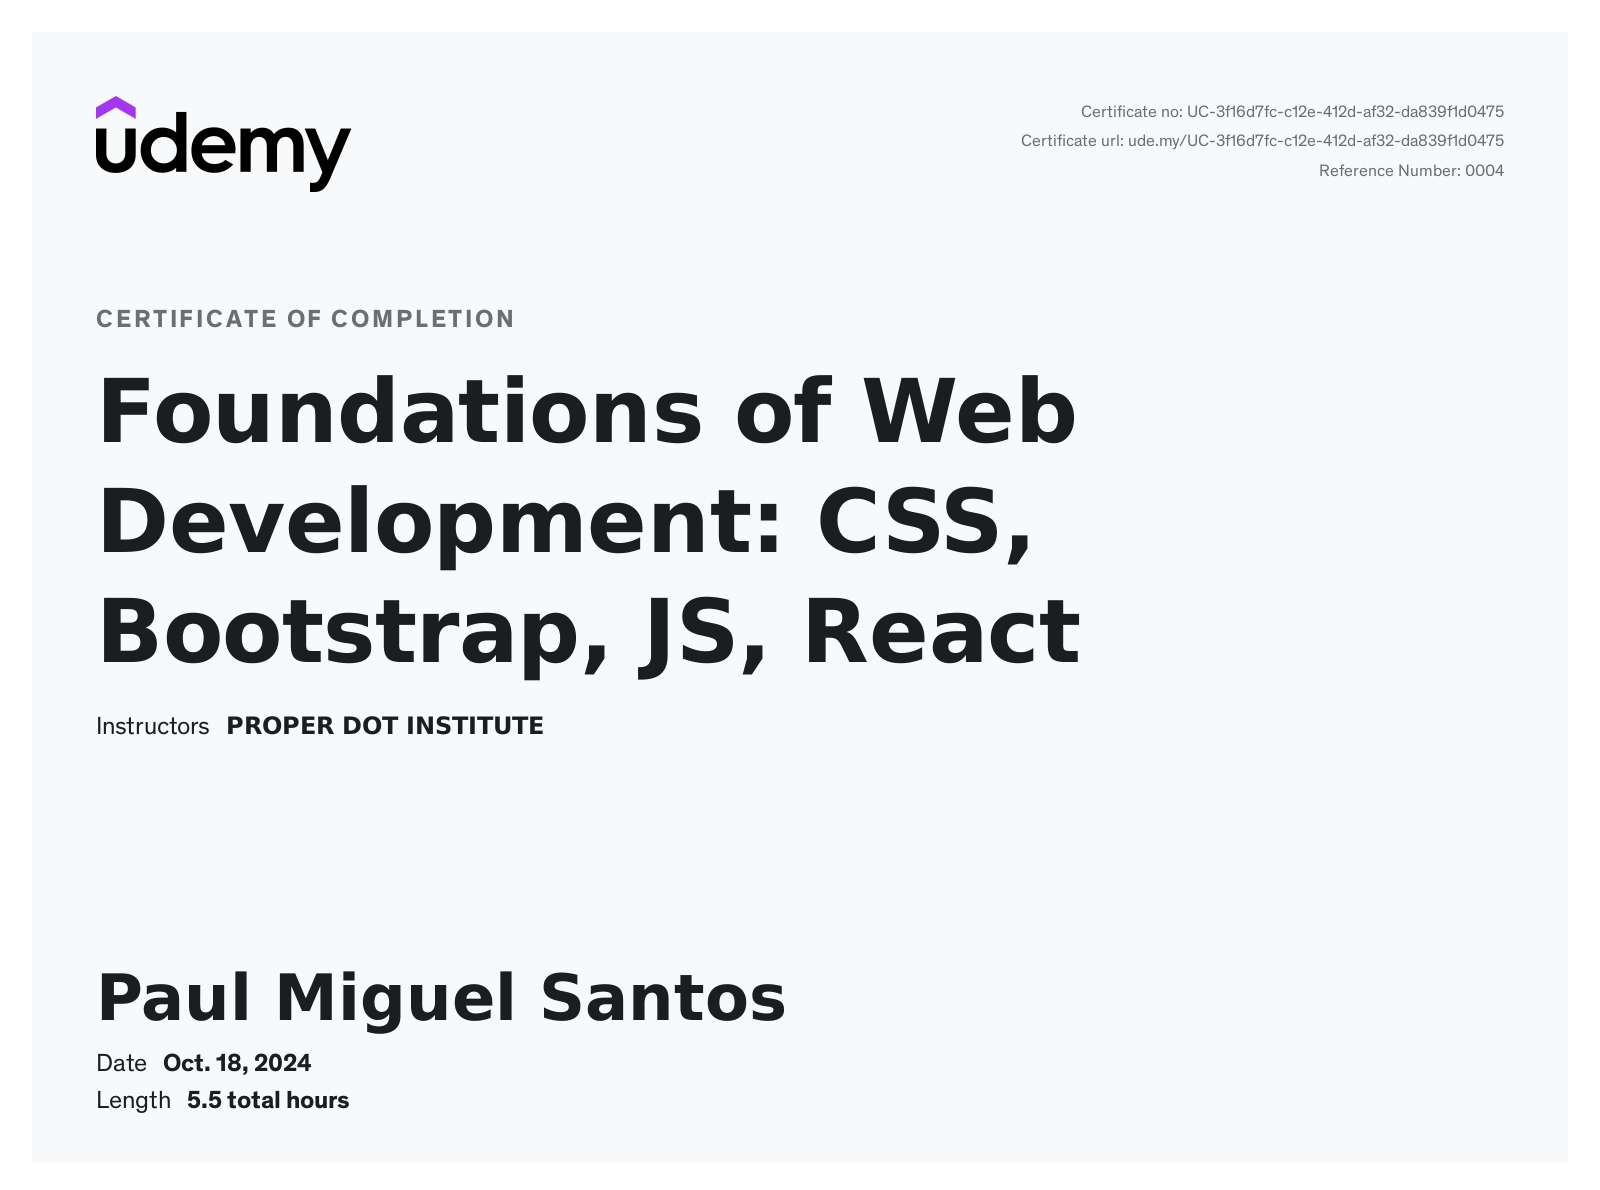 udemy
Certificate no: UC-3f16d7fc-c12e-412d-af32-da839f1d0475
Certificate url: ude.my/UC-3f16d7fc-c12e-412d-af32-da839f1d0475
Reference Number: 0004
CERTIFICATE OF COMPLETION
Foundations of Web
Development: CSS,
Bootstrap, JS, React
Instructors PROPER DOT INSTITUTE
Paul Miguel Santos
Date Oct. 18, 2024
Length 5.5 total hours